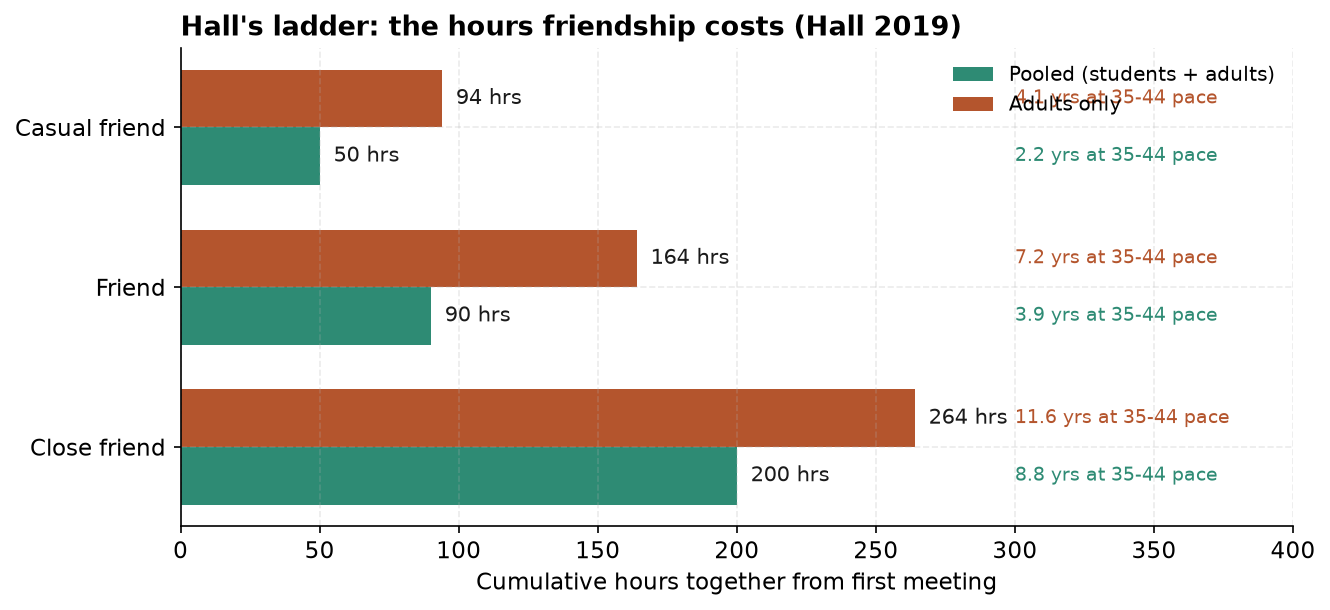 Hall's ladder: the hours friendship costs (Hall 2019)
Pooled (students + adults)
Adults only
Casual friend
94 hrs
4.1 yrs at 35-44 pace
50 hrs
2.2 yrs at 35-44 pace
Friend
164 hrs
7.2 yrs at 35-44 pace
90 hrs
3.9 yrs at 35-44 pace
Close friend
264 hrs
11.6 yrs at 35-44 pace
200 hrs
8.8 yrs at 35-44 pace
0 50 100 150 200 250 300 350 400
Cumulative hours together from first meeting